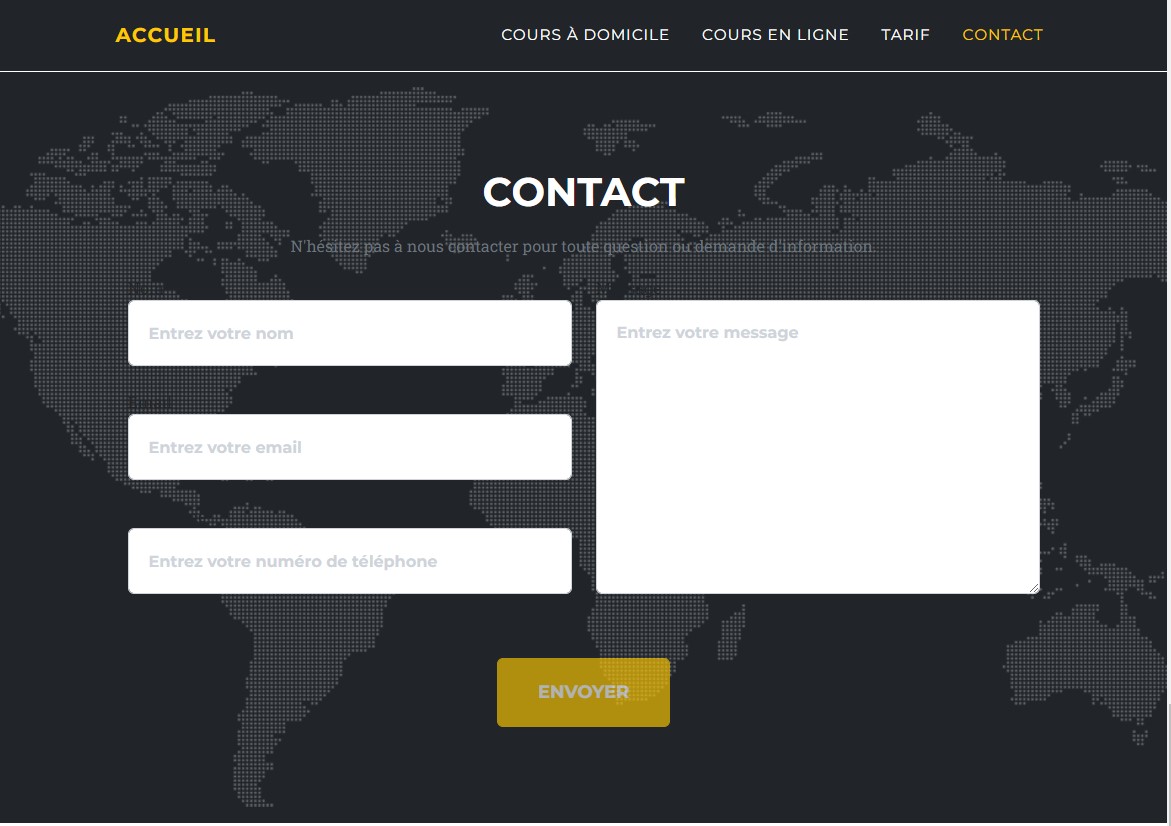 ACCUEIL COURS À DOMICILE COURS EN LIGNE TARIF CONTACT
CONTACT
N'hésitez pas à nous contacter pour toute question ou demande d'information.
Entrez votre nom
Entrez votre message
Entrez votre email
Entrez votre numéro de téléphone
ENVOYER